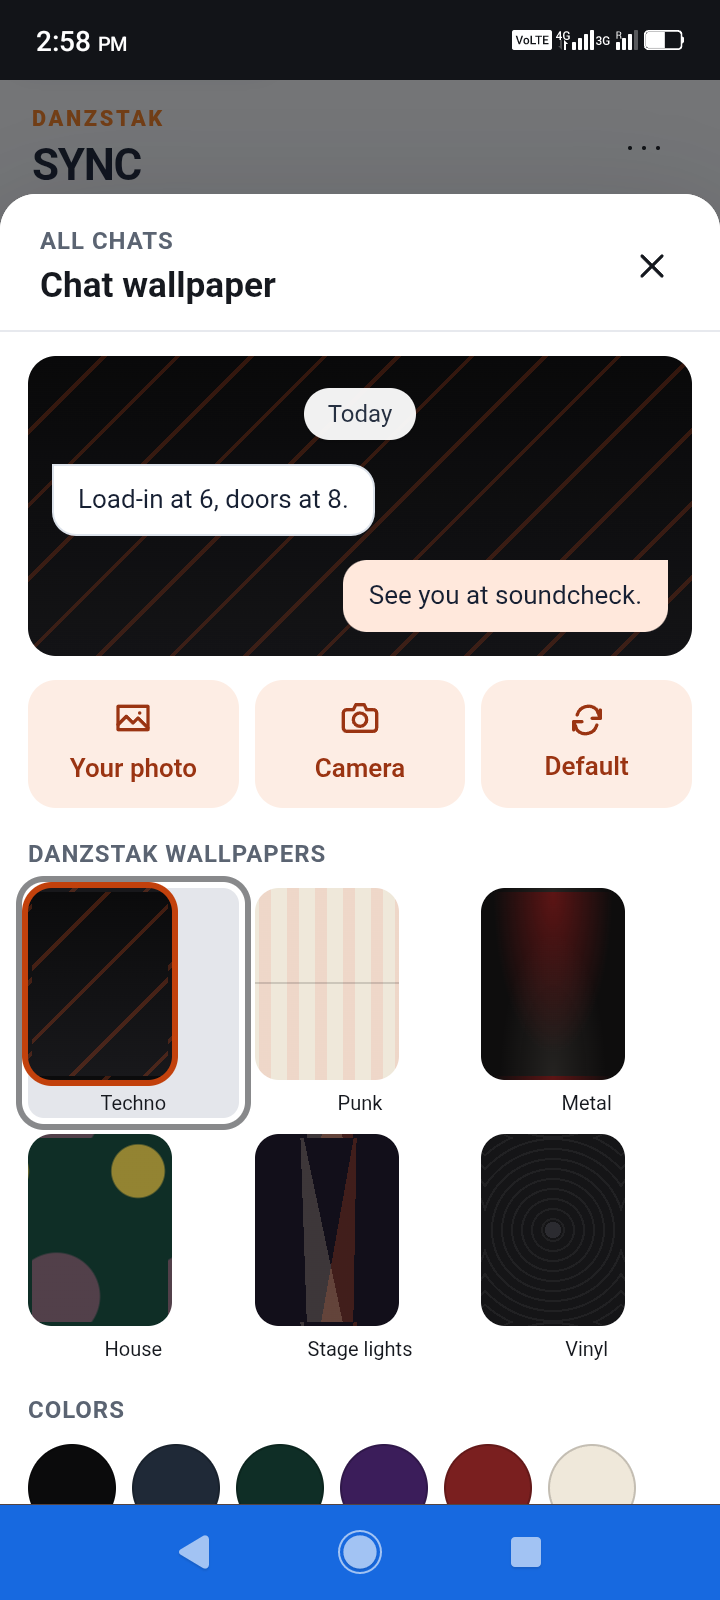 2:58 PM
VoLTE 4G 3G R
DANZSTAK
SYNC
ALL CHATS
Chat wallpaper
Today
Load-in at 6, doors at 8.
See you at soundcheck.
Your photo
Camera
Default
DANZSTAK WALLPAPERS
Techno
Punk
Metal
House
Stage lights
Vinyl
COLORS